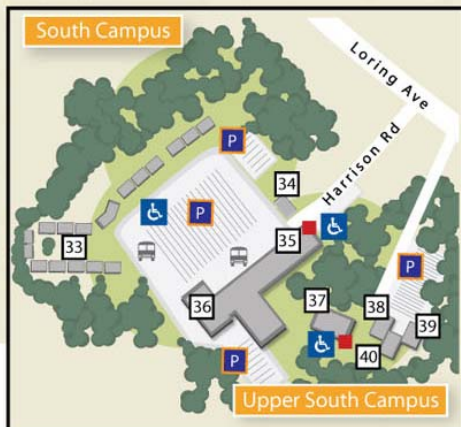 South Campus
Loring Ave
Harrison Rd
P
34
P
35
33
P
36
37
38
39
40
P
Upper South Campus